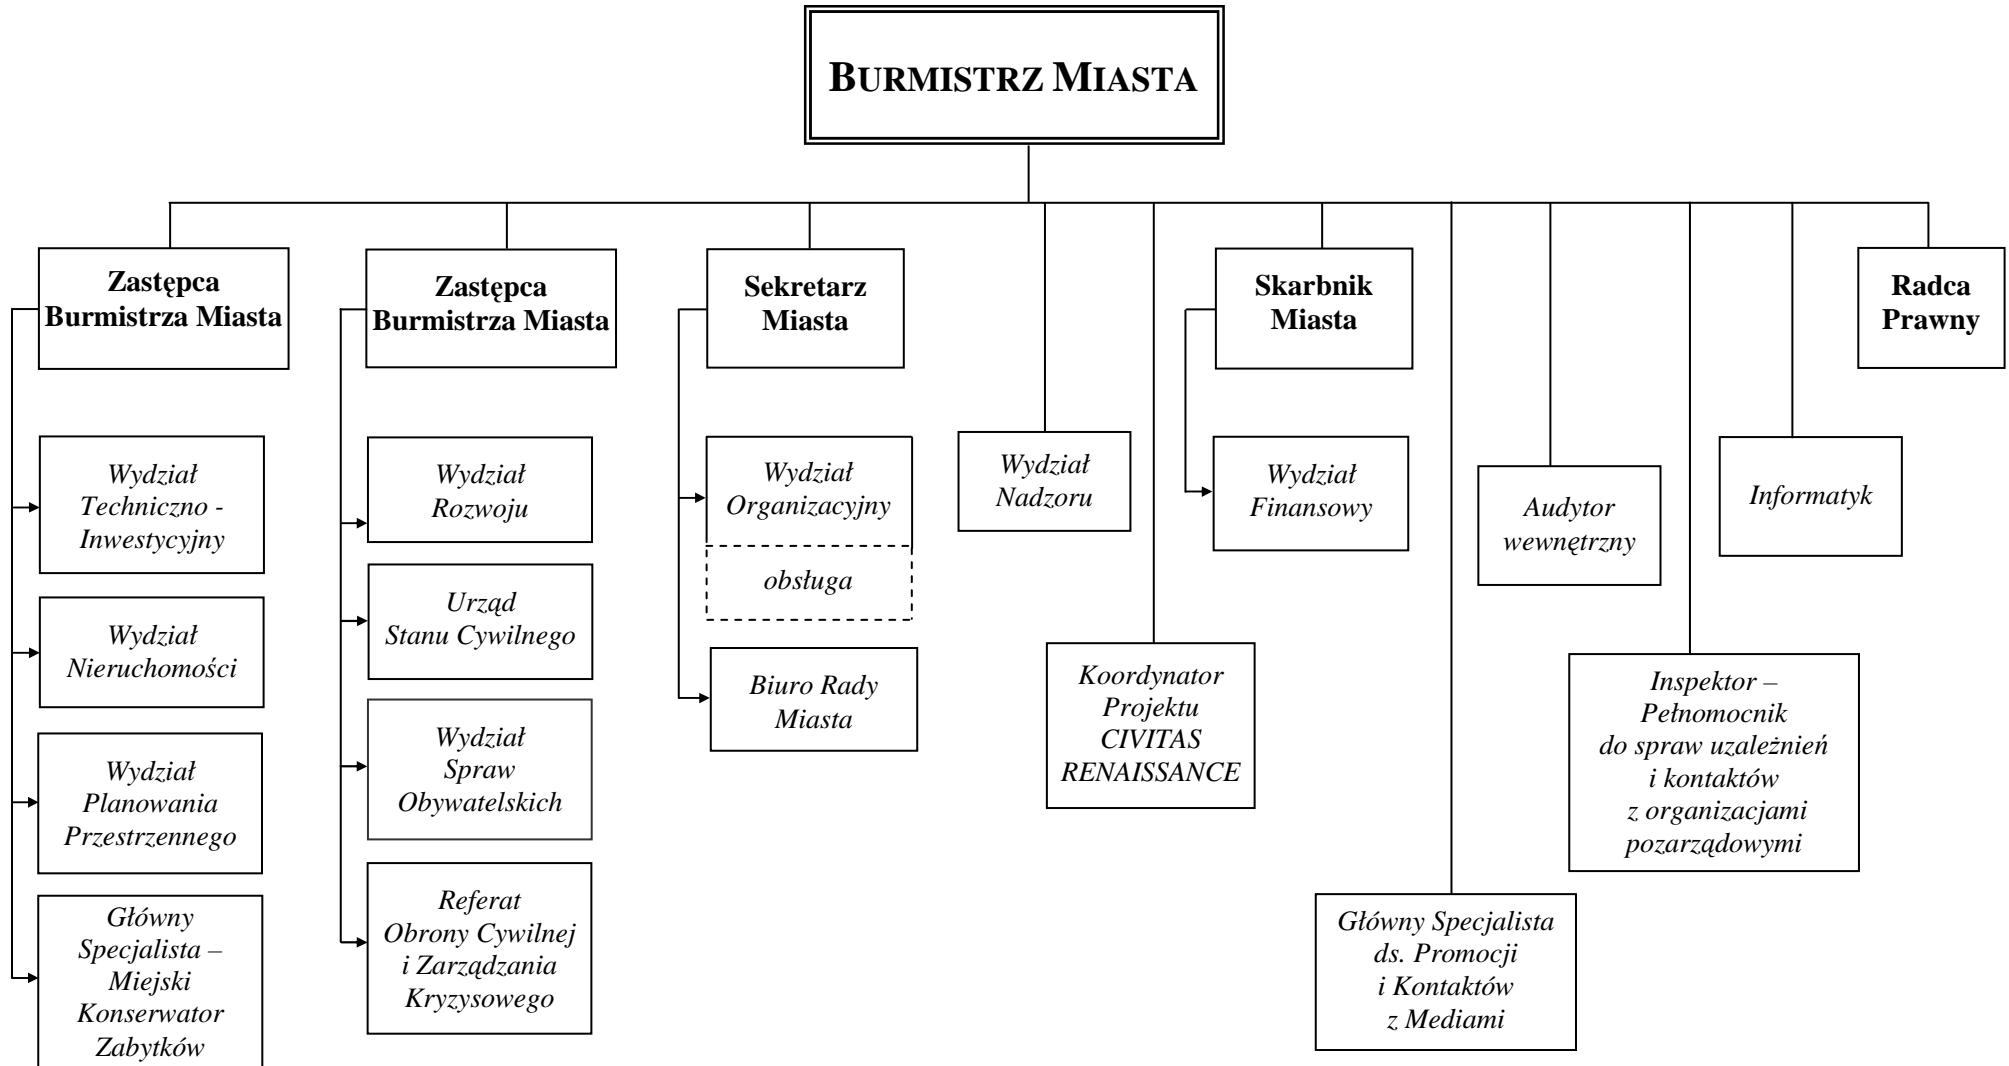 BURMISTRZ MIASTA
Zastępca
Burmistrza Miasta
Zastępca
Burmistrza Miasta
Sekretarz
Miasta
Skarbnik
Miasta
Radca
Prawny
Wydział
Techniczno -
Inwestycyjny
Wydział
Nieruchomości
Wydział
Planowania
Przestrzennego
Główny
Specjalista –
Miejski
Konserwator
Zabytków
Wydział
Rozwoju
Urząd
Stanu Cywilnego
Wydział
Spraw
Obywatelskich
Referat
Obrony Cywilnej
i Zarządzania
Kryzysowego
Wydział
Organizacyjny
obsługa
Biuro Rady
Miasta
Wydział
Nadzoru
Koordynator
Projektu
CIVITAS
RENAISSANCE
Wydział
Finansowy
Główny Specjalista
ds. Promocji
i Kontaktów
z Mediami
Audytor
wewnętrzny
Inspektor –
Pełnomocnik
do spraw uzależnień
i kontaktów
z organizacjami
pozarządowymi
Informatyk